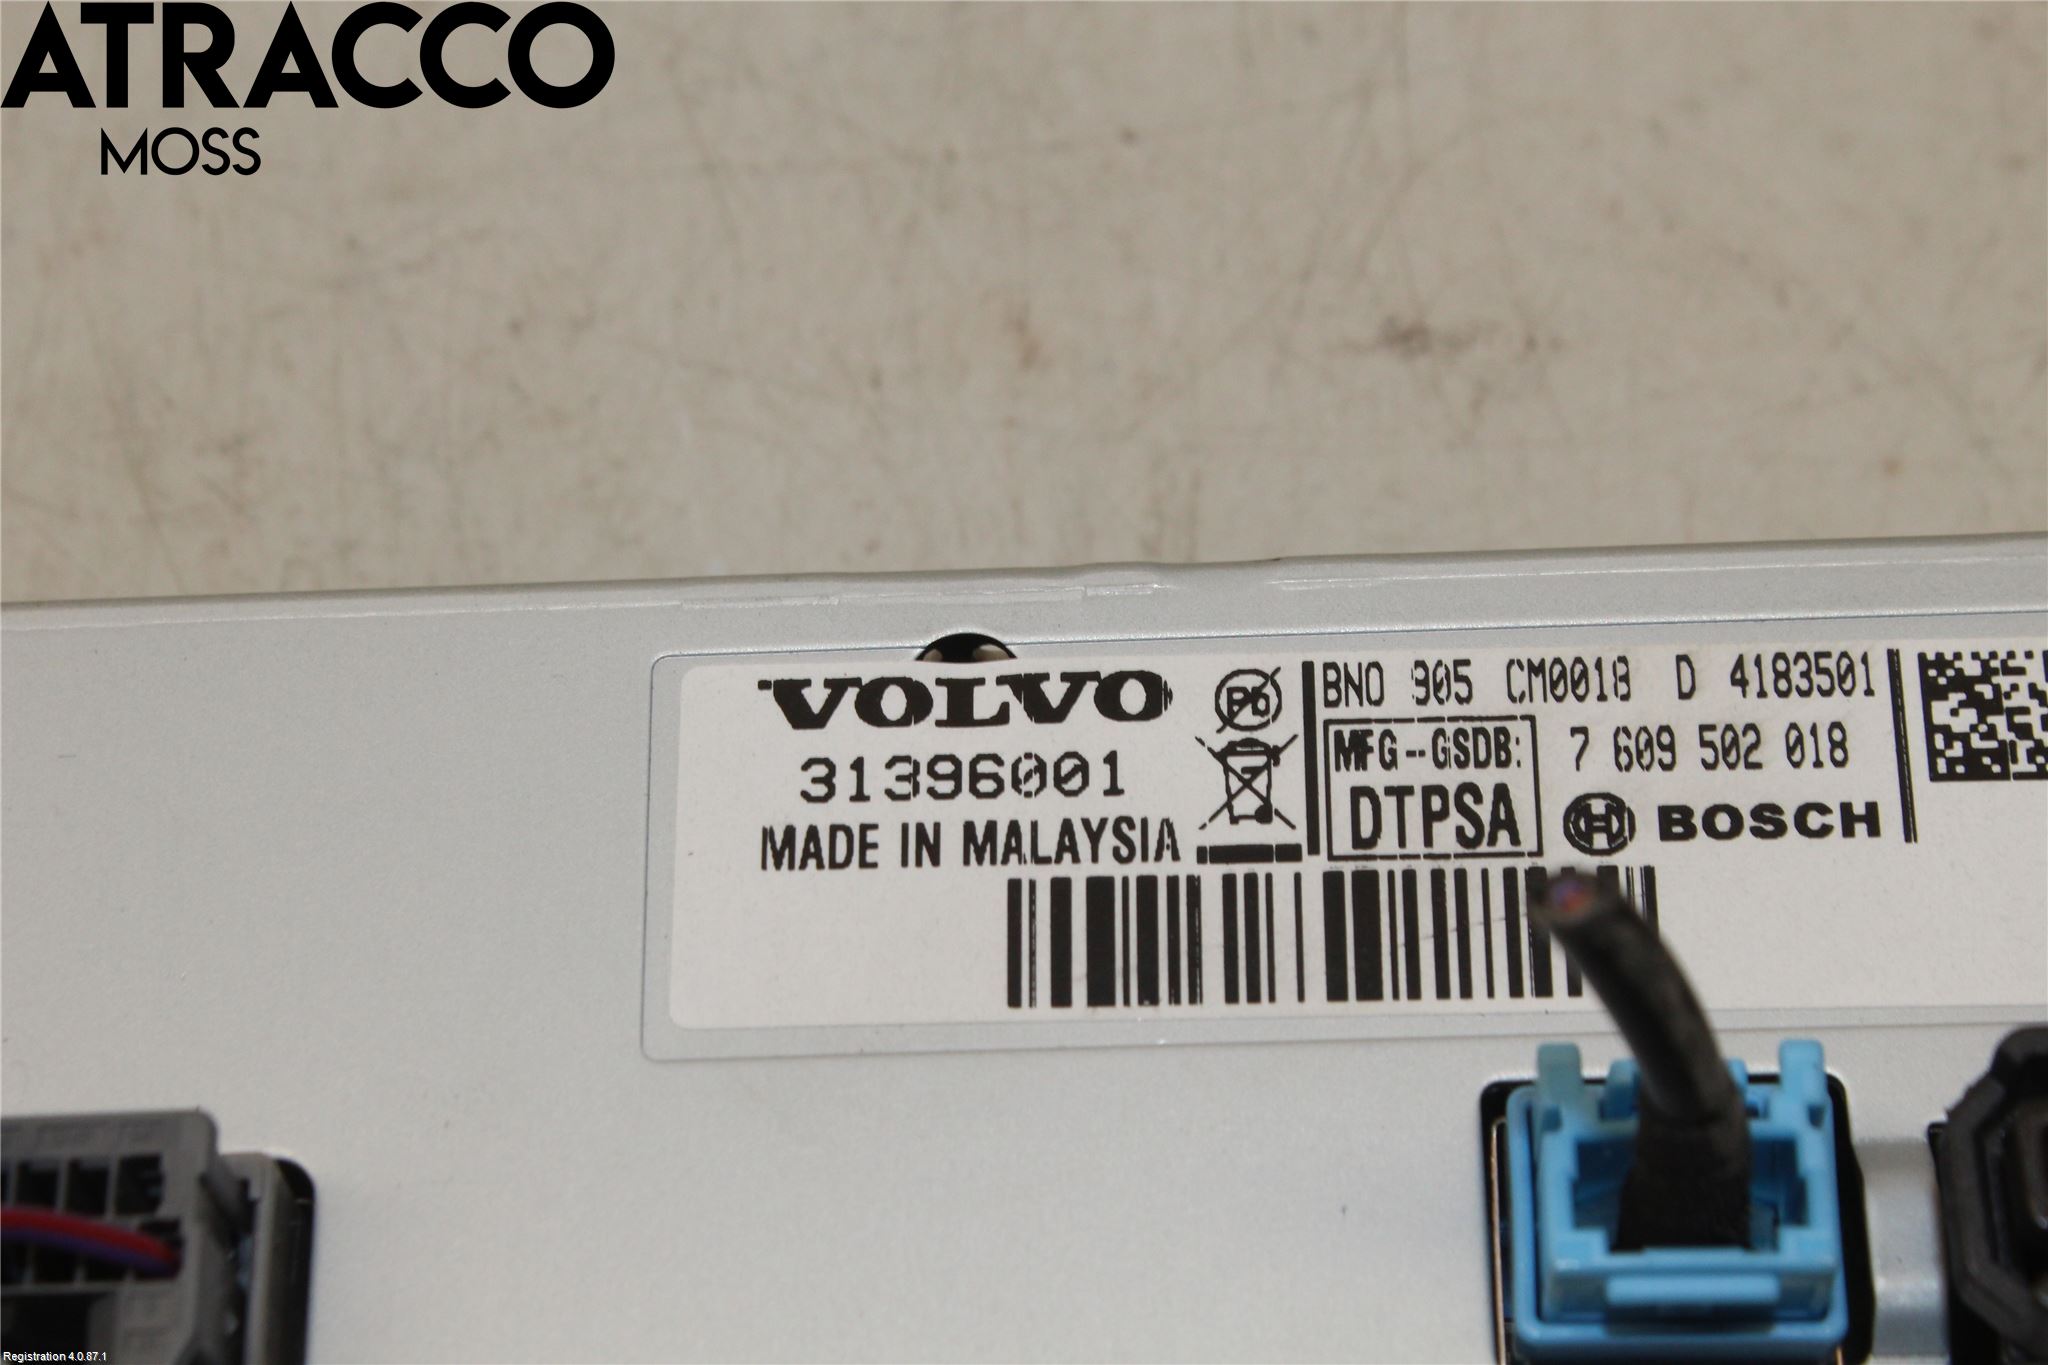 ATRACCO
MOSS
VOLVO
31396001
MADE IN MALAYSIA
Pb
BNO 905 CM0018 D 4183501
MFG-GSDB:
DTPSA
7 609 502 018
H BOSCH
Registration 4.0.87.1